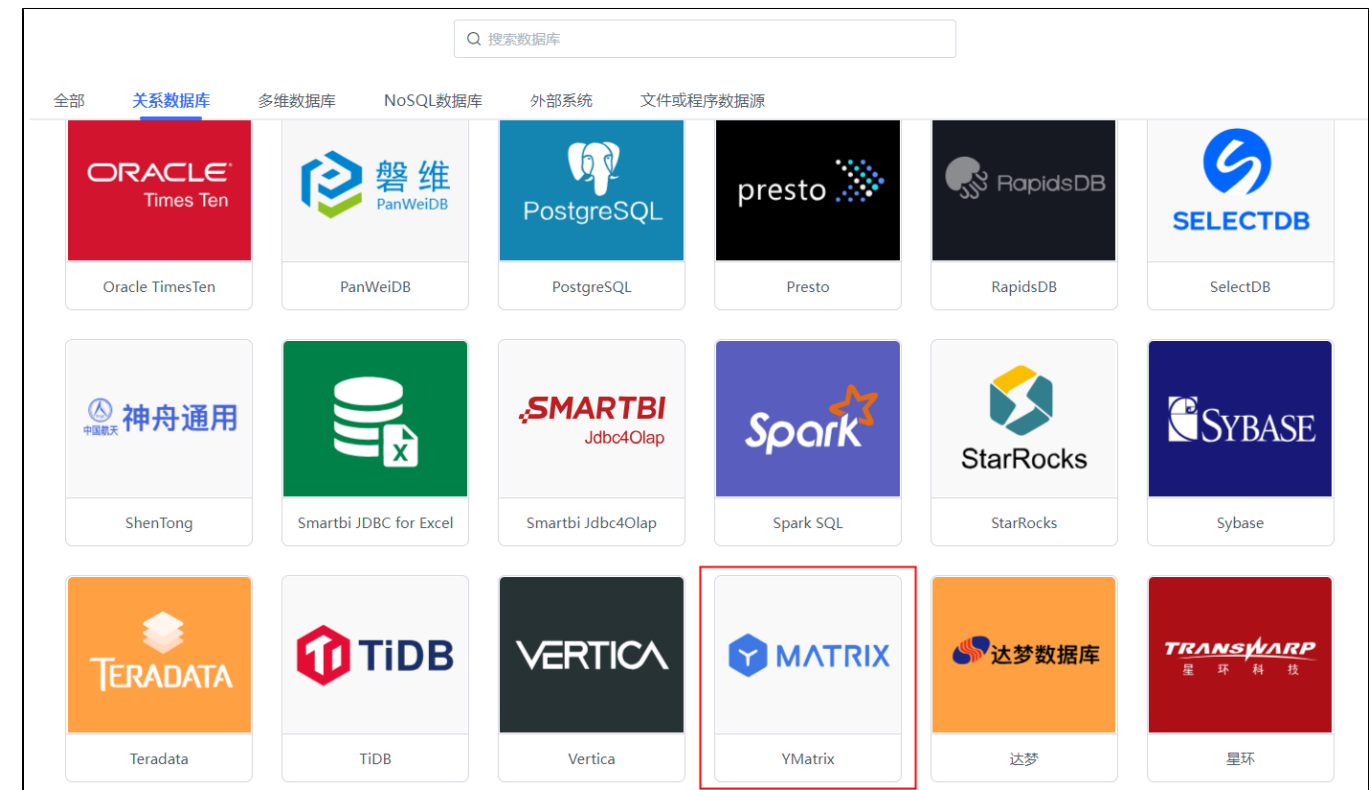 搜索数据库
全部 关系数据库 多维数据库 NoSQL数据库 外部系统 文件或程序数据源
ORACLE
Times Ten
磐维
PanWeiDB
PostgreSQL
presto
RapidsDB
SELECTDB
Oracle TimesTen PanWeiDB PostgreSQL Presto RapidsDB SelectDB
中国航天 神舟通用
X
SMARTBI
Jdbc4Olap
Spark
StarRocks
SYBASE
ShenTong Smartbi JDBC for Excel Smartbi Jdbc4Olap Spark SQL StarRocks Sybase
TERADATA
TiDB
VERTICA
Y MATRIX
达梦数据库
TRANSWARP
星环科技
Teradata TiDB Vertica YMatrix 达梦 星环